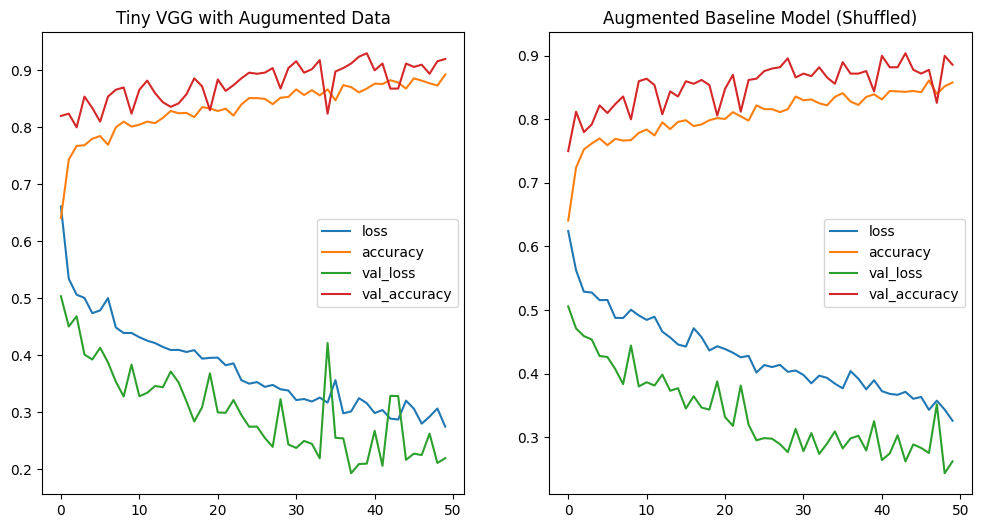 Tiny VGG with Augumented Data
0.9
0.8
0.7
0.6
0.5
0.4
0.3
0.2
0
10
20
30
40
50
loss
accuracy
val_loss
val_accuracy
Augmented Baseline Model (Shuffled)
0.9
0.8
0.7
0.6
0.5
0.4
0.3
0
10
20
30
40
50
loss
accuracy
val_loss
val_accuracy